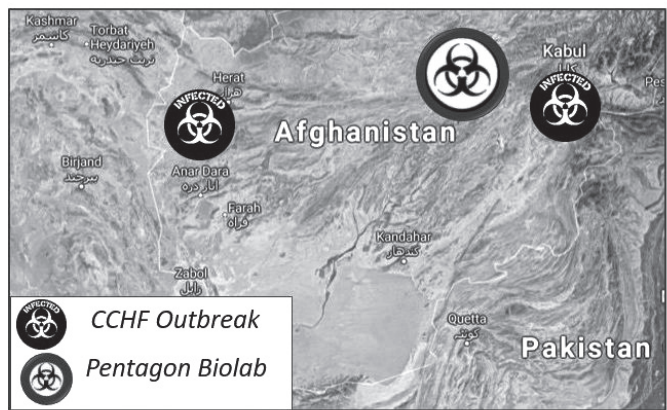 Kashmar
کاشمر
Torbat
Heydariyeh
تربت حیدریه
Herat
هرات
INFECTED
Kabul
INFECTED
Afghanistan
Birjand
بیرجند
Anar Dara
انار دره
Farah
فراه
Kandahar
کندهار
Zabol
زابل
Quetta
کوئٹہ
Pakistan
INFECTED
CCHF Outbreak
Pentagon Biolab